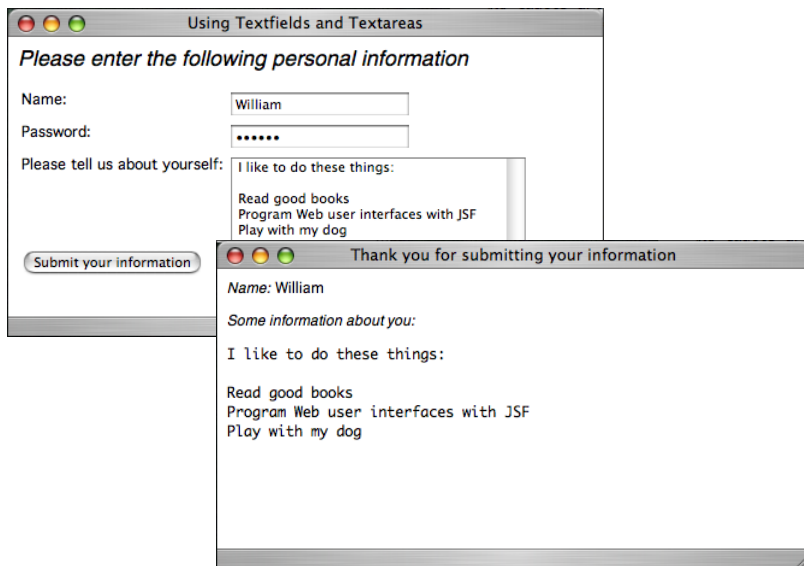 Using Textfields and Textareas
Please enter the following personal information
Name:
William
Password:
••••••
Please tell us about yourself:
I like to do these things:
Read good books
Program Web user interfaces with JSF
Play with my dog
Submit your information
Thank you for submitting your information
Name: William
Some information about you:
I like to do these things:
Read good books
Program Web user interfaces with JSF
Play with my dog